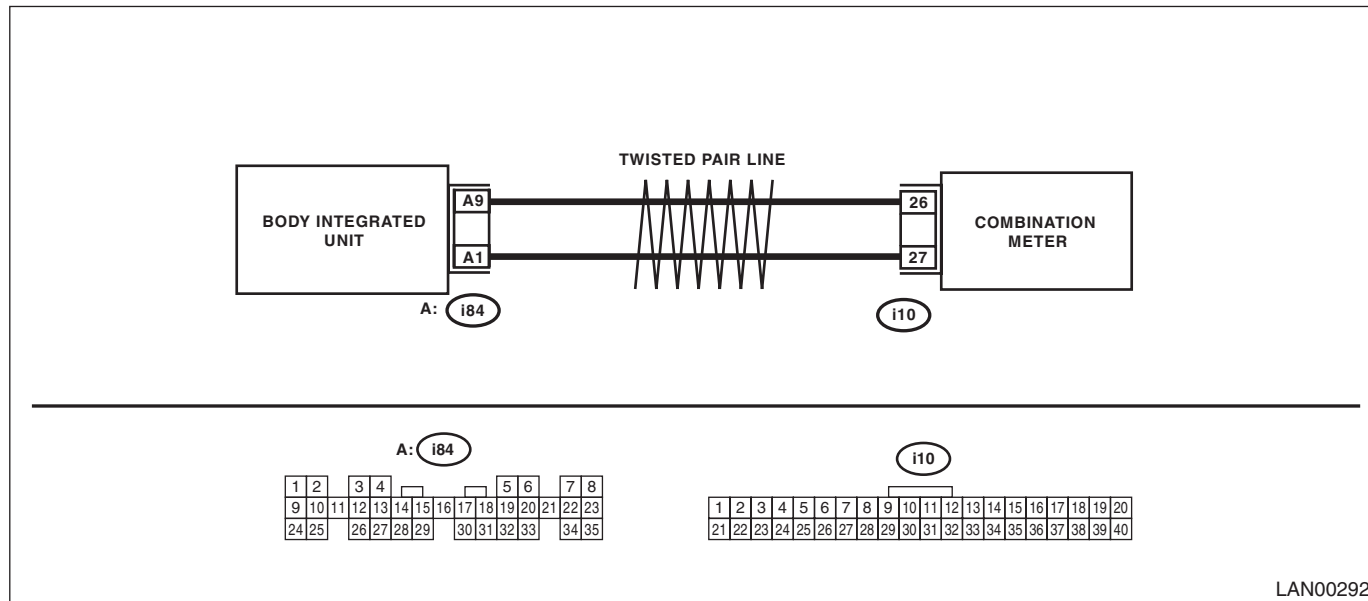 TWISTED PAIR LINE
BODY INTEGRATED
UNIT
A9
A1
26
27
COMBINATION
METER
A: i84
i10
A: i84
1 2 3 4 5 6 7 8
9 10 11 12 13 14 15 16 17 18 19 20 21 22 23
24 25 26 27 28 29 30 31 32 33 34 35
i10
1 2 3 4 5 6 7 8 9 10 11 12 13 14 15 16 17 18 19 20
21 22 23 24 25 26 27 28 29 30 31 32 33 34 35 36 37 38 39 40
LAN00292